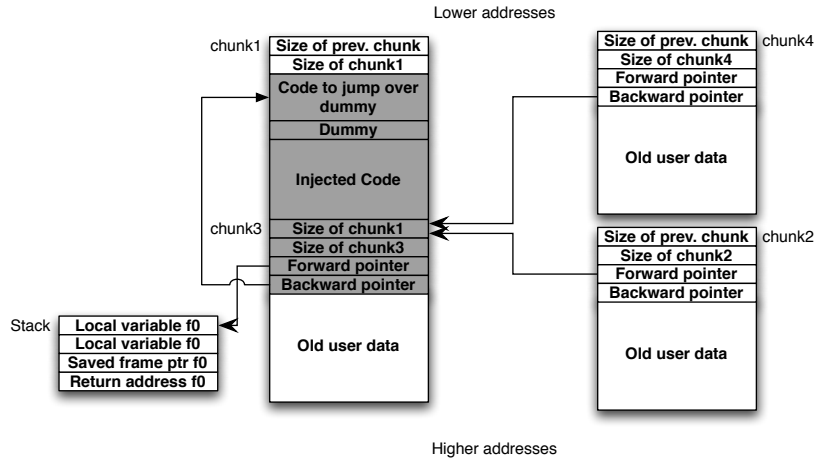 Lower addresses
chunk1
Size of prev. chunk
Size of chunk1
Code to jump over
dummy
Dummy
Injected Code
chunk3
Size of chunk1
Size of chunk3
Forward pointer
Backward pointer
Old user data
Stack
Local variable f0
Local variable f0
Saved frame ptr f0
Return address f0
Size of prev. chunk
chunk4
Size of chunk4
Forward pointer
Backward pointer
Old user data
Size of prev. chunk
chunk2
Size of chunk2
Forward pointer
Backward pointer
Old user data
Higher addresses